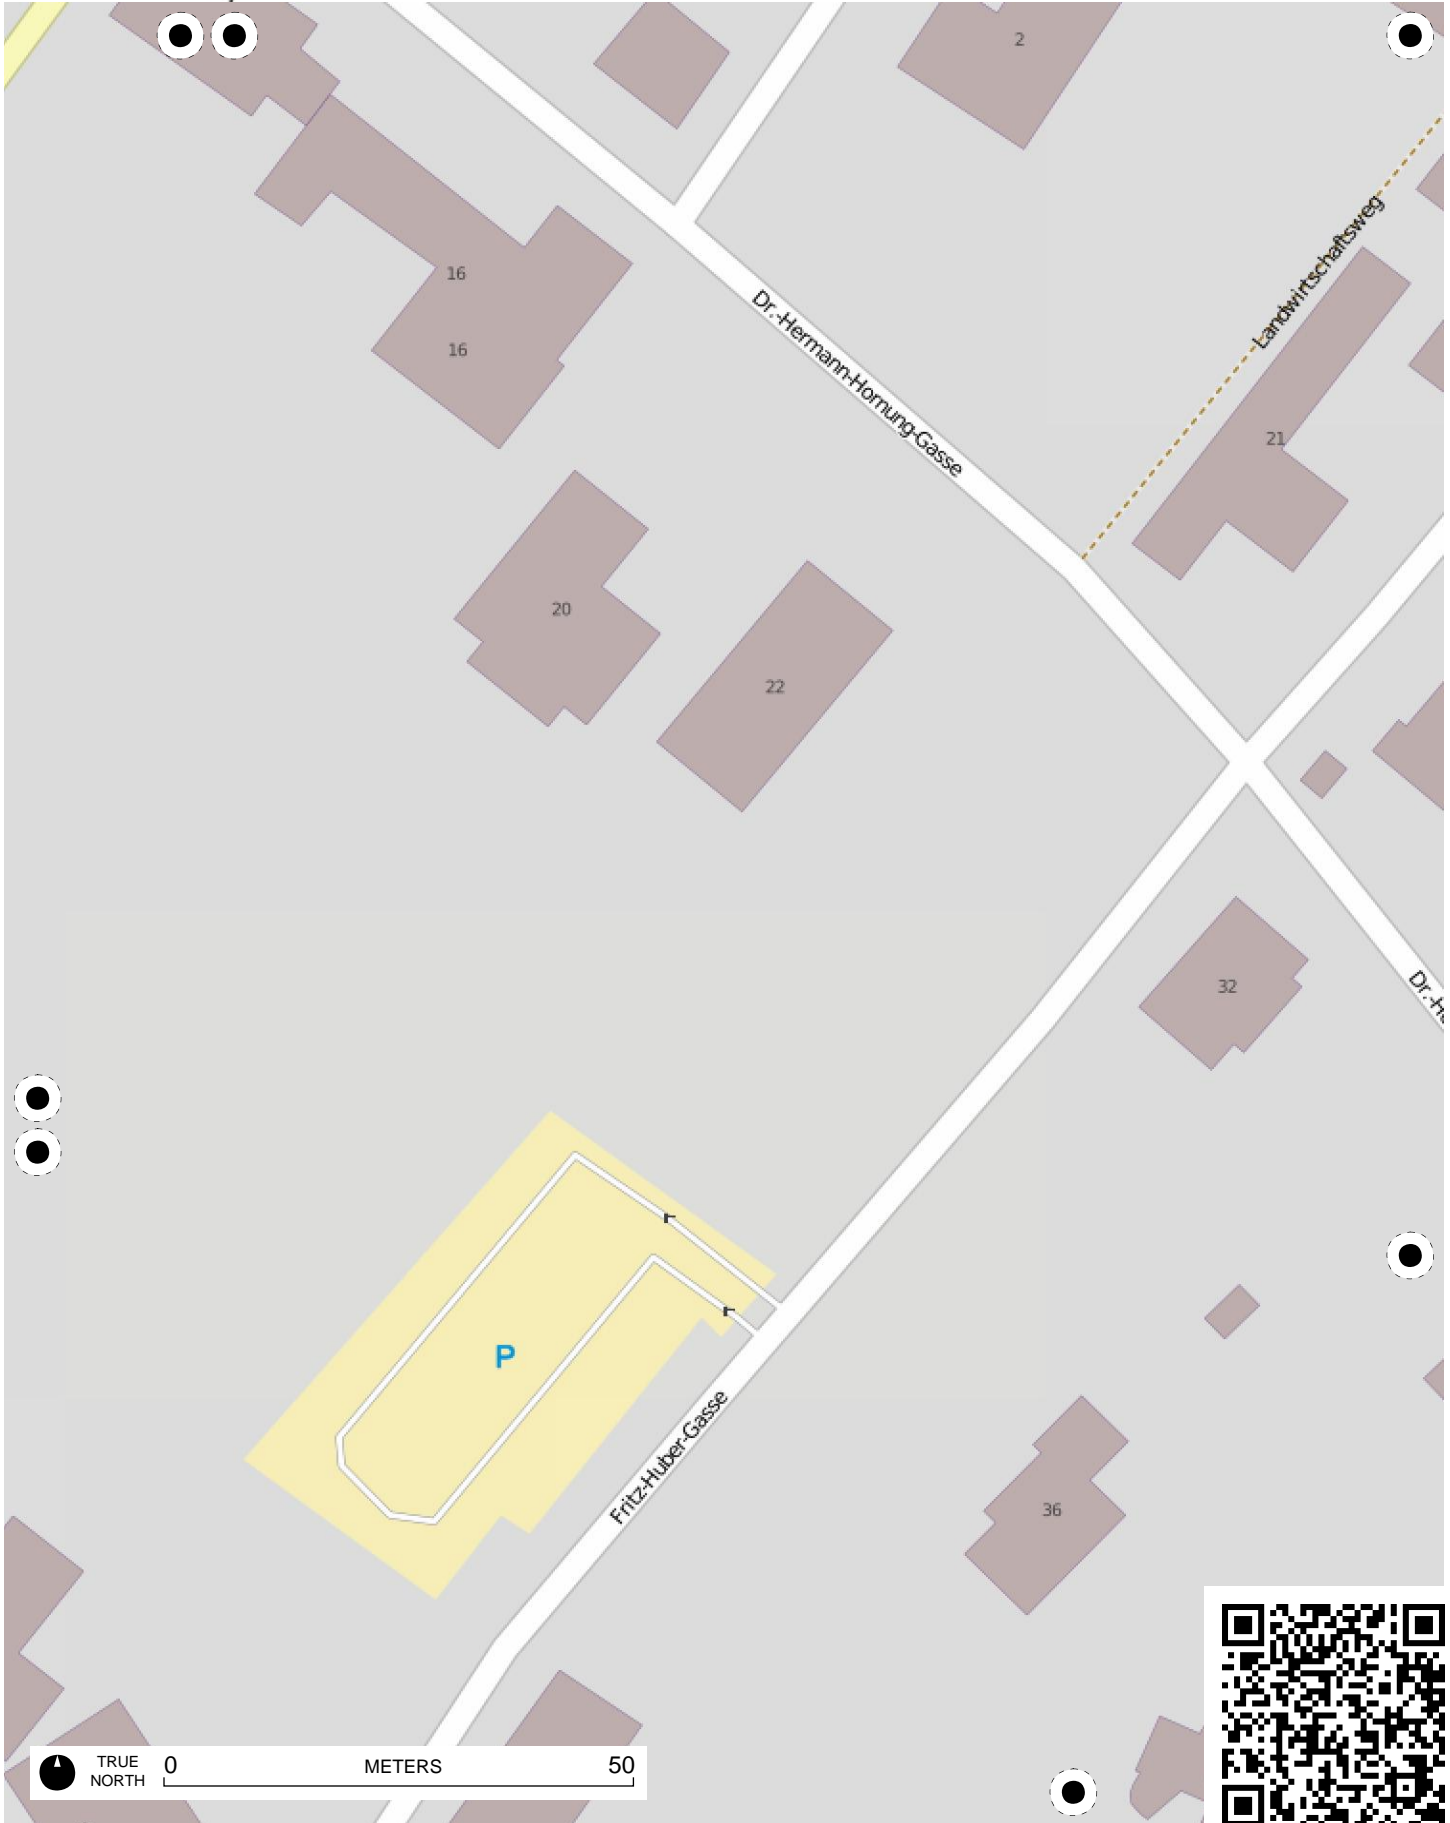 2
16
16
Dr.-Hermann-Hornung-Gasse
Landwirtschaftsweg
21
20
22
32
Dr.-H
P
Fritz-Huber-Gasse
36
TRUE NORTH
0 METERS 50